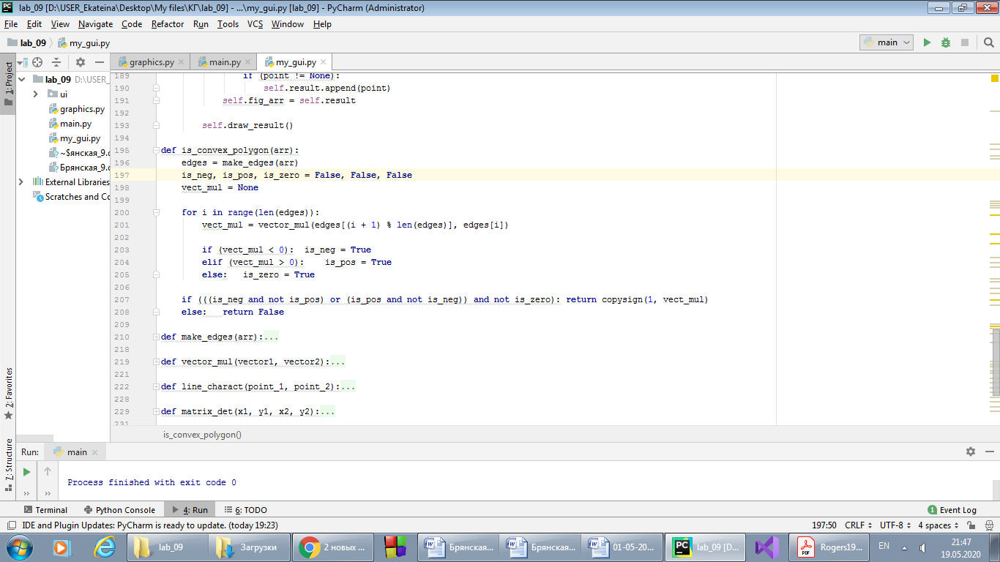 lab_09 [D:\USER_Ekateina\Desktop\My files\КГ\lab_09] - ...\my_gui.py [lab_09] - PyCharm (Administrator)
File Edit View Navigate Code Refactor Run Tools VCS Window Help
lab_09 my_gui.py main
1: Project
graphics.py main.py my_gui.py
lab_09 D:\USER_
ui
graphics.py
main.py
my_gui.py
~$янская_9.
Брянская_9.
External Libraries
Scratches and Co
2: Favorites
7: Structure
189 if (point != None):
190 self.result.append(point)
191 self.fig_arr = self.result
192
193 self.draw_result()
194
195 def is_convex_polygon(arr):
196 edges = make_edges(arr)
197 is_neg, is_pos, is_zero = False, False, False
198 vect_mul = None
199
200 for i in range(len(edges)):
201 vect_mul = vector_mul(edges[(i + 1) % len(edges)], edges[i])
202
203 if (vect_mul < 0): is_neg = True
204 elif (vect_mul > 0): is_pos = True
205 else: is_zero = True
206
207 if (((is_neg and not is_pos) or (is_pos and not is_neg)) and not is_zero): return copysign(1, vect_mul)
208 else: return False
209
210 def make_edges(arr):...
218
219 def vector_mul(vector1, vector2):...
221
222 def line_charact(point_1, point_2):...
228
229 def matrix_det(x1, y1, x2, y2):...
231
is_convex_polygon()
Run: main
Process finished with exit code 0
Terminal Python Console 4: Run 6: TODO 1 Event Log
IDE and Plugin Updates: PyCharm is ready to update. (today 19:23) 197:50 CRLF UTF-8 4 spaces
lab_09 Загрузки 2 новых ... Брянская... Брянская... 01-05-20... lab_09 [D... Rogers19... EN 21:47
19.05.2020